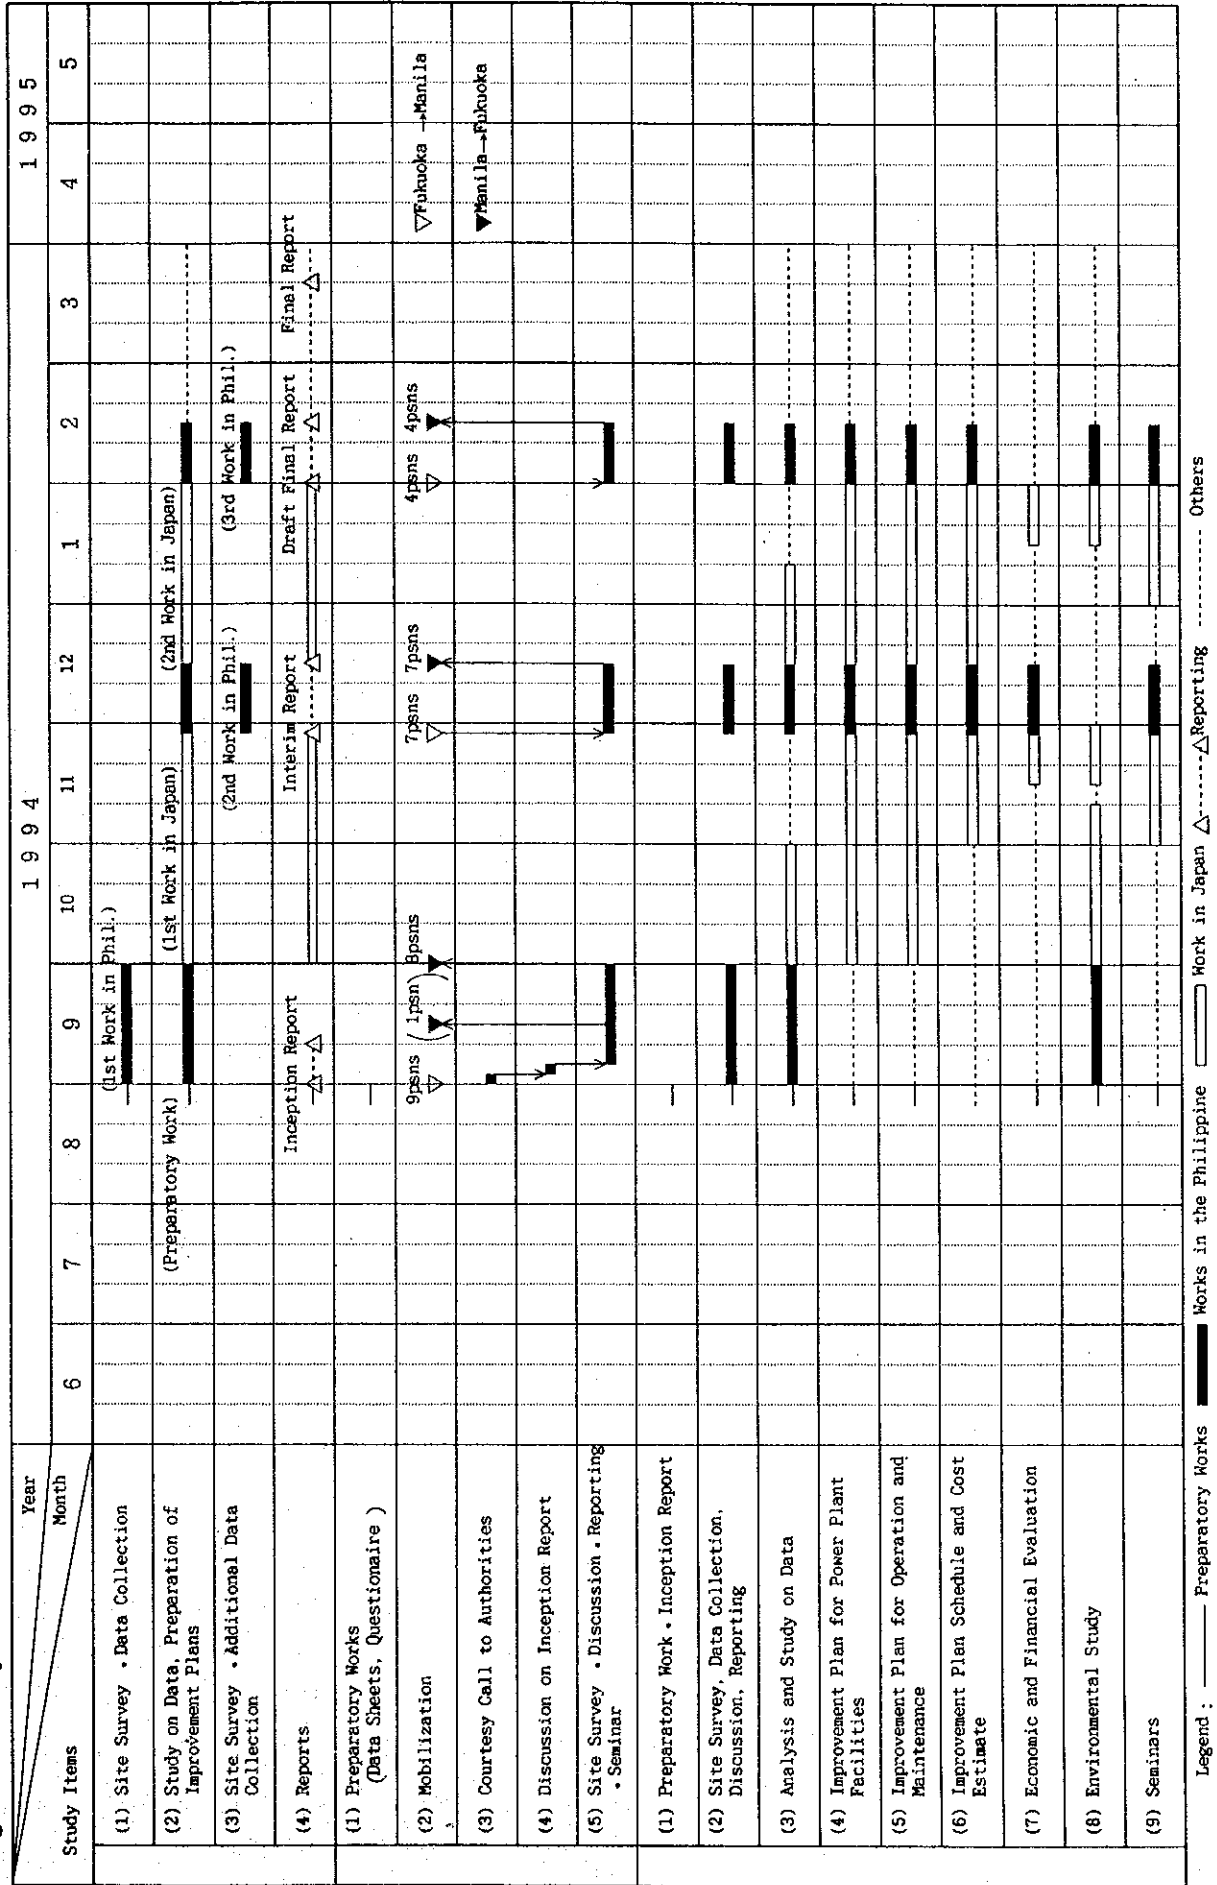 Year
1994
1995
Month
Study Items
6 7 8 9 10 11 12 1 2 3 4 5
(1) Site Survey • Data Collection
(1st Work in Phil.)
(2) Study on Data, Preparation of
Improvement Plans
(Preparatory Work)
(1st Work in Japan)
(2nd Work in Japan)
(3) Site Survey • Additional Data
Collection
(2nd Work in Phil.)
(3rd Work in Phil.)
(4) Reports
Inception Report
Interim Report
Draft Final Report
Final Report
(1) Preparatory Works
(Data Sheets, Questionaire )
(2) Mobilization
9psns
( 1psn )
8psns
7psns
7psns
4psns
4psns
▽Fukuoka →Manila
▼Manila→Fukuoka
(3) Courtesy Call to Authorities
(4) Discussion on Inception Report
(5) Site Survey • Discussion • Reporting
• Seminar
(1) Preparatory Work • Inception Report
(2) Site Survey, Data Collection,
Discussion, Reporting
(3) Analysis and Study on Data
(4) Improvement Plan for Power Plant
Facilities
(5) Improvement Plan for Operation and
Maintenance
(6) Improvement Plan Schedule and Cost
Estimate
(7) Economic and Financial Evaluation
(8) Environmental Study
(9) Seminars
Legend : Preparatory Works Works in the Philippine Work in Japan △------△Reporting -------- Others